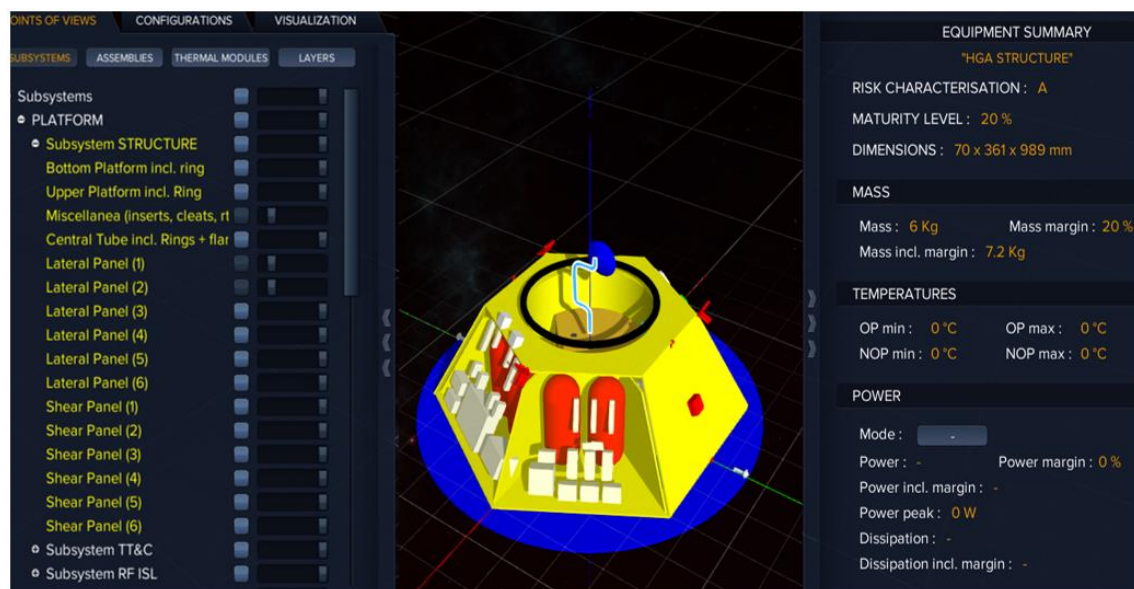 OINTS OF VIEWS CONFIGURATIONS VISUALIZATION
SUBSYSTEMS ASSEMBLIES THERMAL MODULES LAYERS
Subsystems
PLATFORM
Subsystem STRUCTURE
Bottom Platform incl. ring
Upper Platform incl. Ring
Miscellanea (inserts, cleats, rt
Central Tube incl. Rings + flar
Lateral Panel (1)
Lateral Panel (2)
Lateral Panel (3)
Lateral Panel (4)
Lateral Panel (5)
Lateral Panel (6)
Shear Panel (1)
Shear Panel (2)
Shear Panel (3)
Shear Panel (4)
Shear Panel (5)
Shear Panel (6)
Subsystem TT&C
Subsystem RF ISL
EQUIPMENT SUMMARY
"HGA STRUCTURE"
RISK CHARACTERISATION : A
MATURITY LEVEL : 20 %
DIMENSIONS : 70 x 361 x 989 mm
MASS
Mass : 6 Kg Mass margin : 20 %
Mass incl. margin : 7.2 Kg
TEMPERATURES
OP min : 0 °C OP max : 0 °C
NOP min : 0 °C NOP max : 0 °C
POWER
Mode : -
Power : - Power margin : 0 %
Power incl. margin : -
Power peak : 0 W
Dissipation : -
Dissipation incl. margin : -